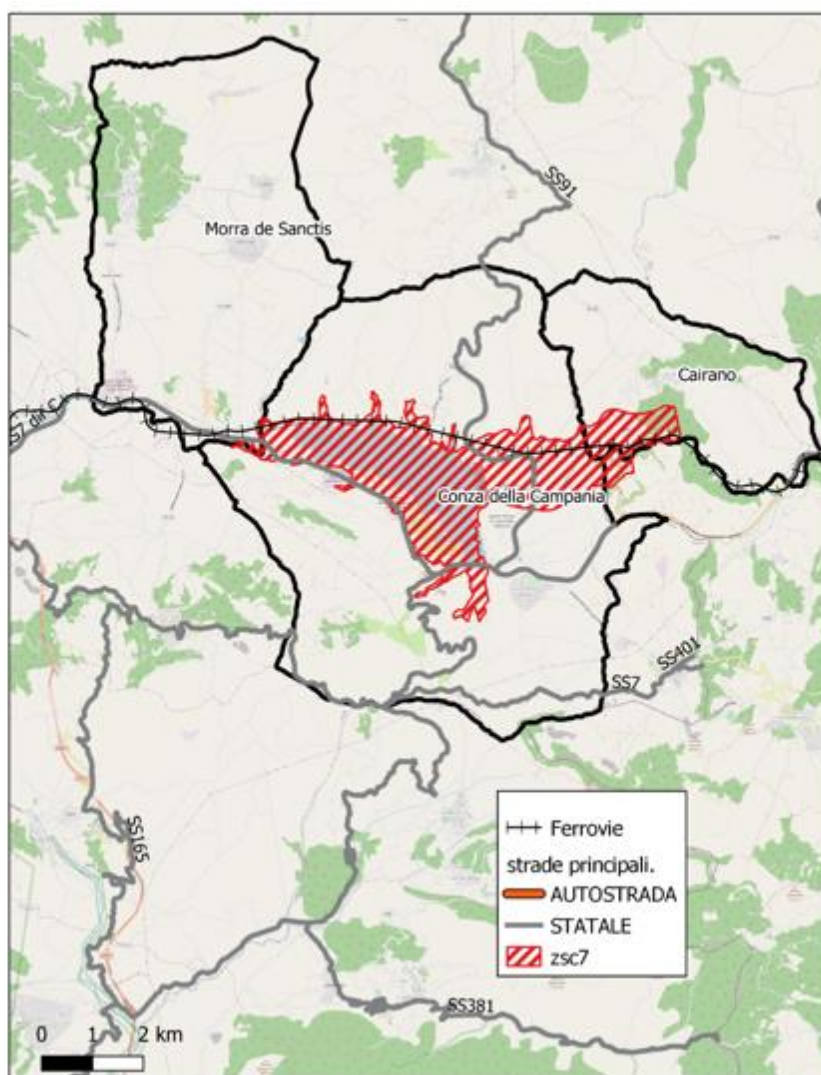 SS91
Morra de Sanctis
Cairano
S7 dir C
Conza della Campania
SS401
SS7
SS165
SS381
Ferrovie
strade principali.
AUTOSTRADA
STATALE
zsc7
0 1 2 km